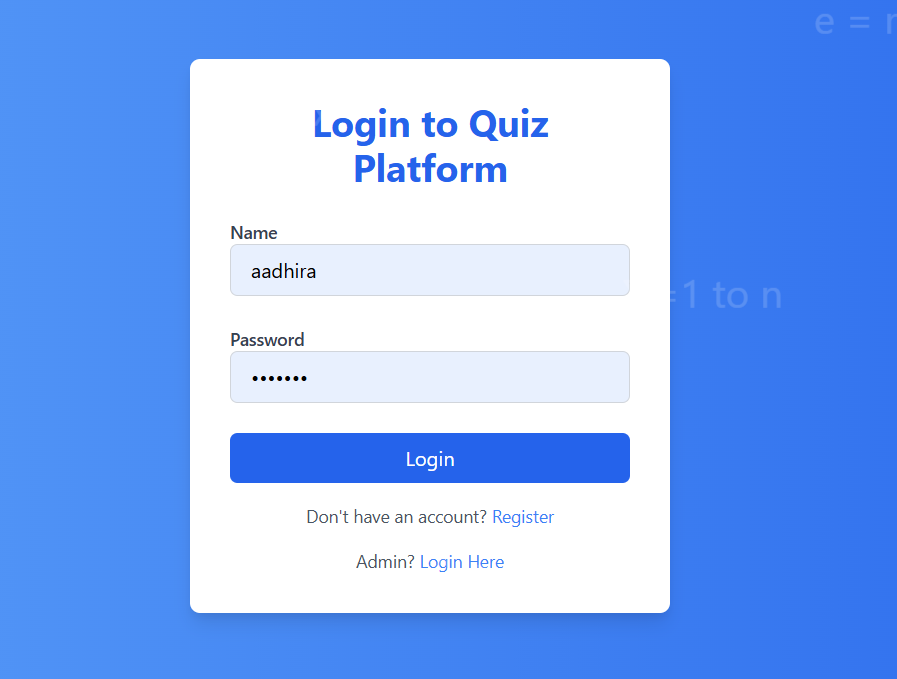 e =
Login to Quiz
Platform
Name
aadhira
=1 to n
Password
•••••••
Login
Don't have an account? Register
Admin? Login Here